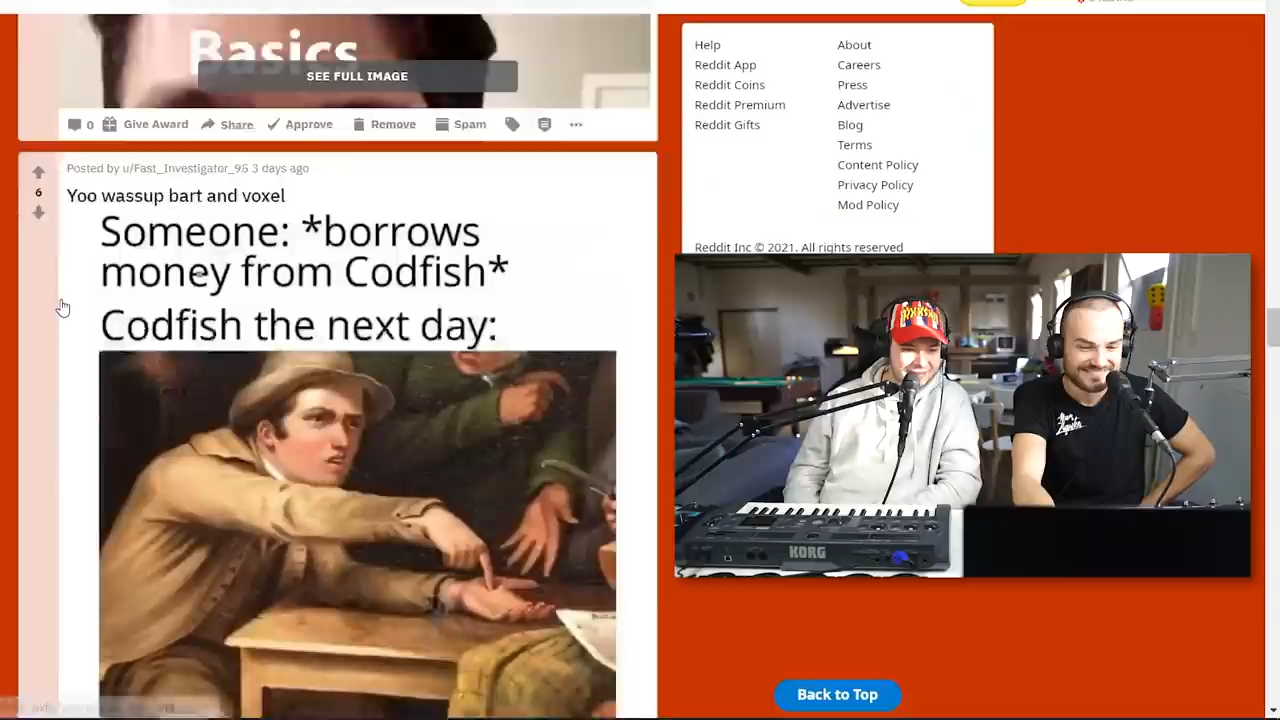 Basics
SEE FULL IMAGE
0 Give Award Share Approve Remove Spam
Posted by u/Fast_Investigator_95 3 days ago
6
Yoo wassup bart and voxel
Someone: *borrows
money from Codfish*
Codfish the next day:
Help About
Reddit App Careers
Reddit Coins Press
Reddit Premium Advertise
Reddit Gifts Blog
Terms
Content Policy
Privacy Policy
Mod Policy
Reddit Inc © 2021. All rights reserved
KORG
Back to Top